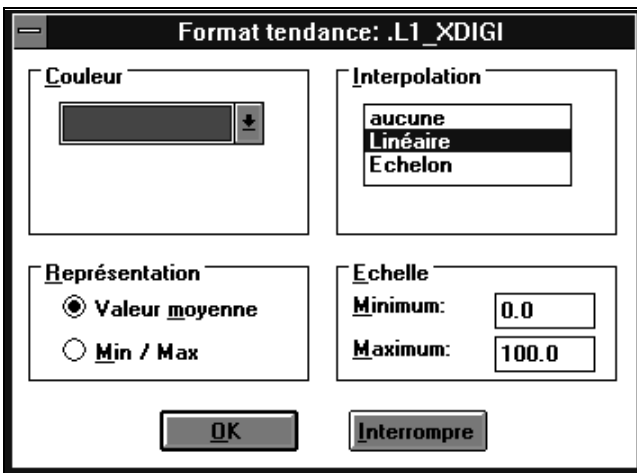 Format tendance: .L1_XDIGI
Couleur
Interpolation
aucune
Linéaire
Echelon
Représentation
Valeur moyenne
Min / Max
Echelle
Minimum: 0.0
Maximum: 100.0
OK
Interrompre